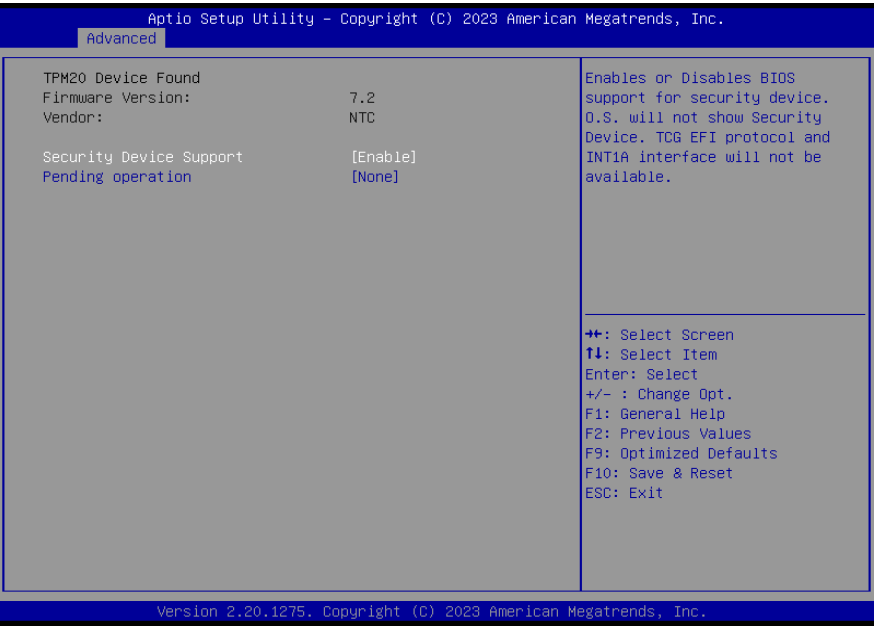 Aptio Setup Utility – Copyright (C) 2023 American Megatrends, Inc.
Advanced
TPM20 Device Found
Firmware Version: 7.2
Vendor: NTC
Security Device Support [Enable]
Pending operation [None]
Enables or Disables BIOS
support for security device.
O.S. will not show Security
Device. TCG EFI protocol and
INT1A interface will not be
available.
→←: Select Screen
↑↓: Select Item
Enter: Select
+/- : Change Opt.
F1: General Help
F2: Previous Values
F9: Optimized Defaults
F10: Save & Reset
ESC: Exit
Version 2.20.1275. Copyright (C) 2023 American Megatrends, Inc.